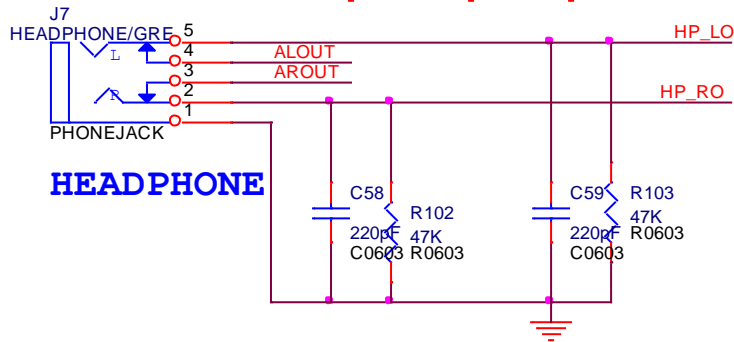 J7
HEADPHONE/GRE
5
HP_LO
L
4
ALOUT
3
AROUT
R
2
HP_RO
1
PHONEJACK
HEADPHONE
C58
220pF
C0603
R102
47K
R0603
C59
220pF
C0603
R103
47K
R0603